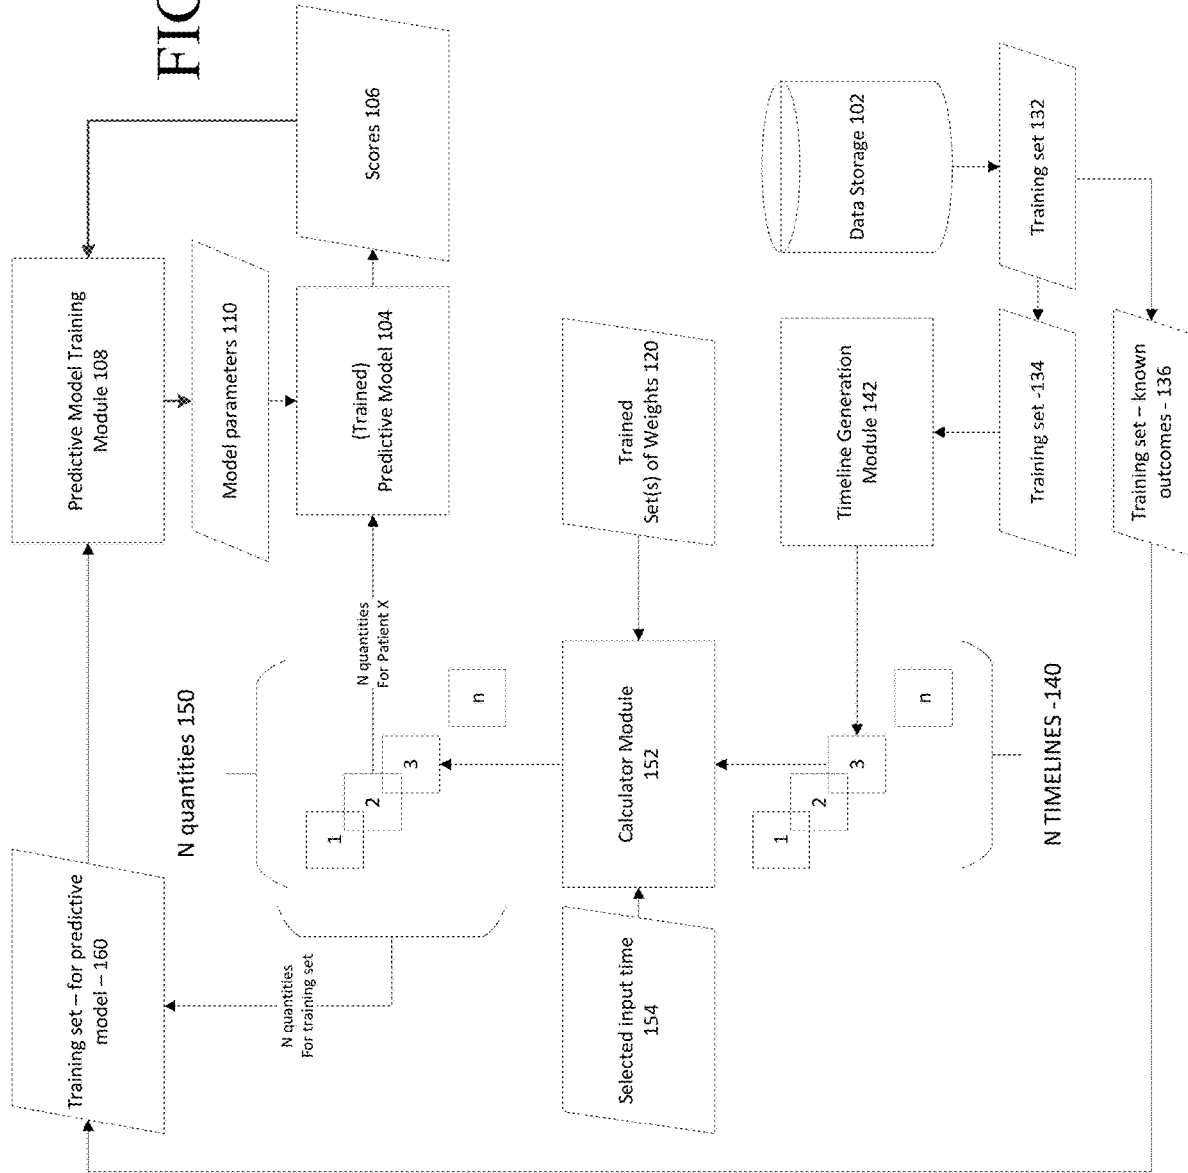 FIG
Training set – for predictive
model – 160
Predictive Model Training
Module 108
N quantities 150
Model parameters 110
N quantities
For training set
1
2
3
n
N quantities
For Patient X
(Trained)
Predictive Model 104
Scores 106
Selected input time
154
Calculator Module
152
Trained
Set(s) of Weights 120
1
2
3
n
Timeline Generation
Module 142
Data Storage 102
N TIMELINES -140
Training set -134
Training set 132
Training set – known
outcomes - 136